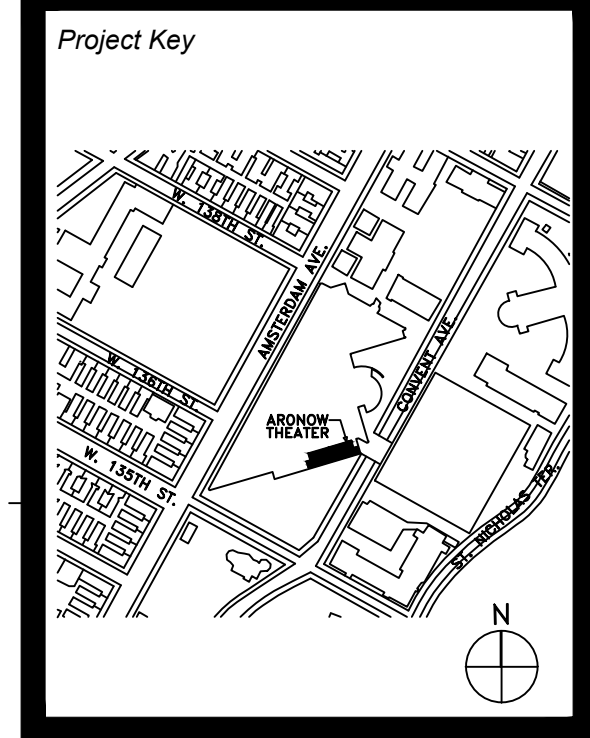 Project Key
W. 138TH ST.
AMSTERDAM AVE.
CONVENT AVE.
W. 136TH ST.
ARONOW
THEATER
W. 135TH ST.
ST. NICHOLAS TER.
N